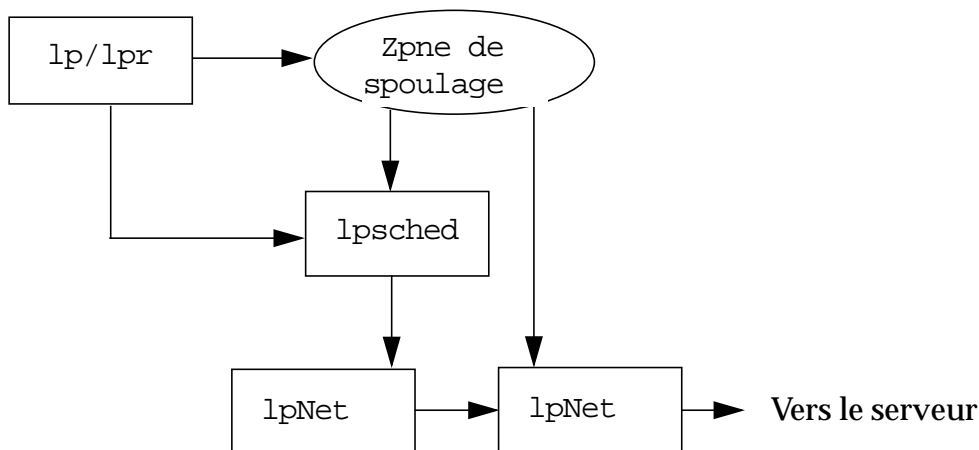 lp/lpr
Zpne de
spoulage
lpsched
lpNet
lpNet
Vers le serveur